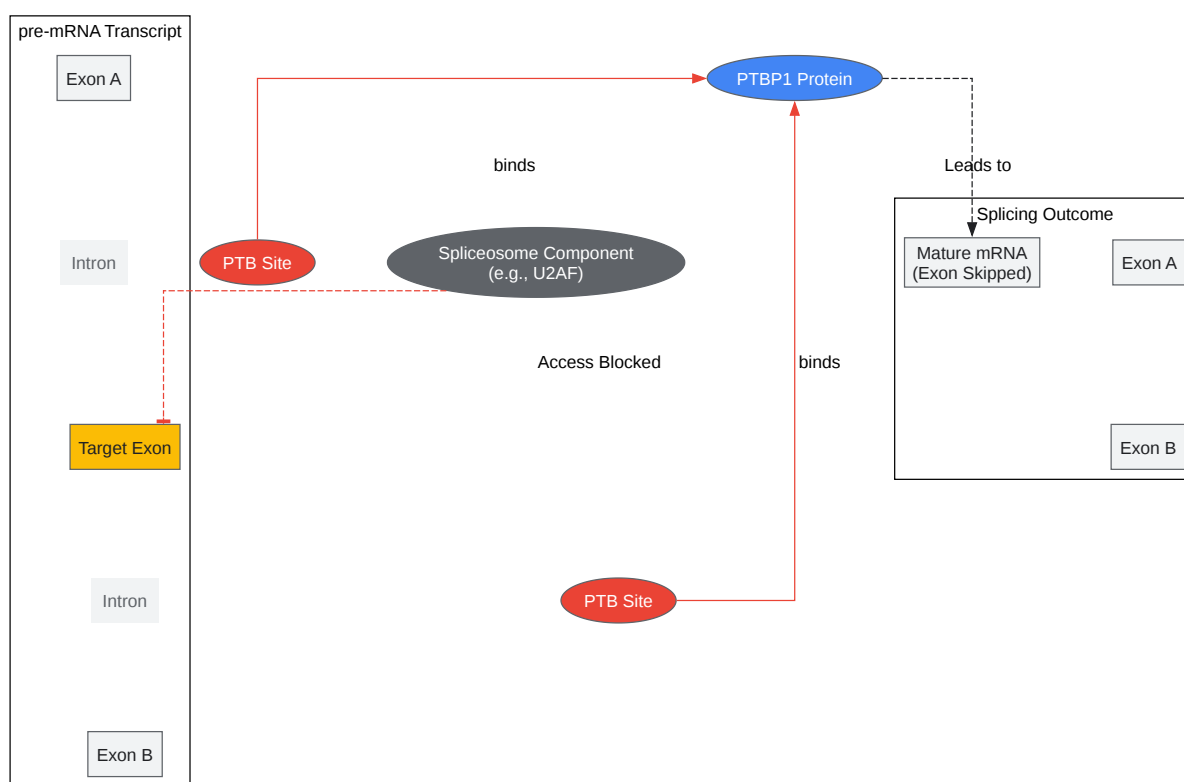 pre-mRNA Transcript
Exon A
PTBP1 Protein
binds
Leads to
Splicing Outcome
Intron
PTB Site
Spliceosome Component
(e.g., U2AF)
Mature mRNA
(Exon Skipped)
Exon A
Access Blocked
binds
Target Exon
Exon B
Intron
PTB Site
Exon B